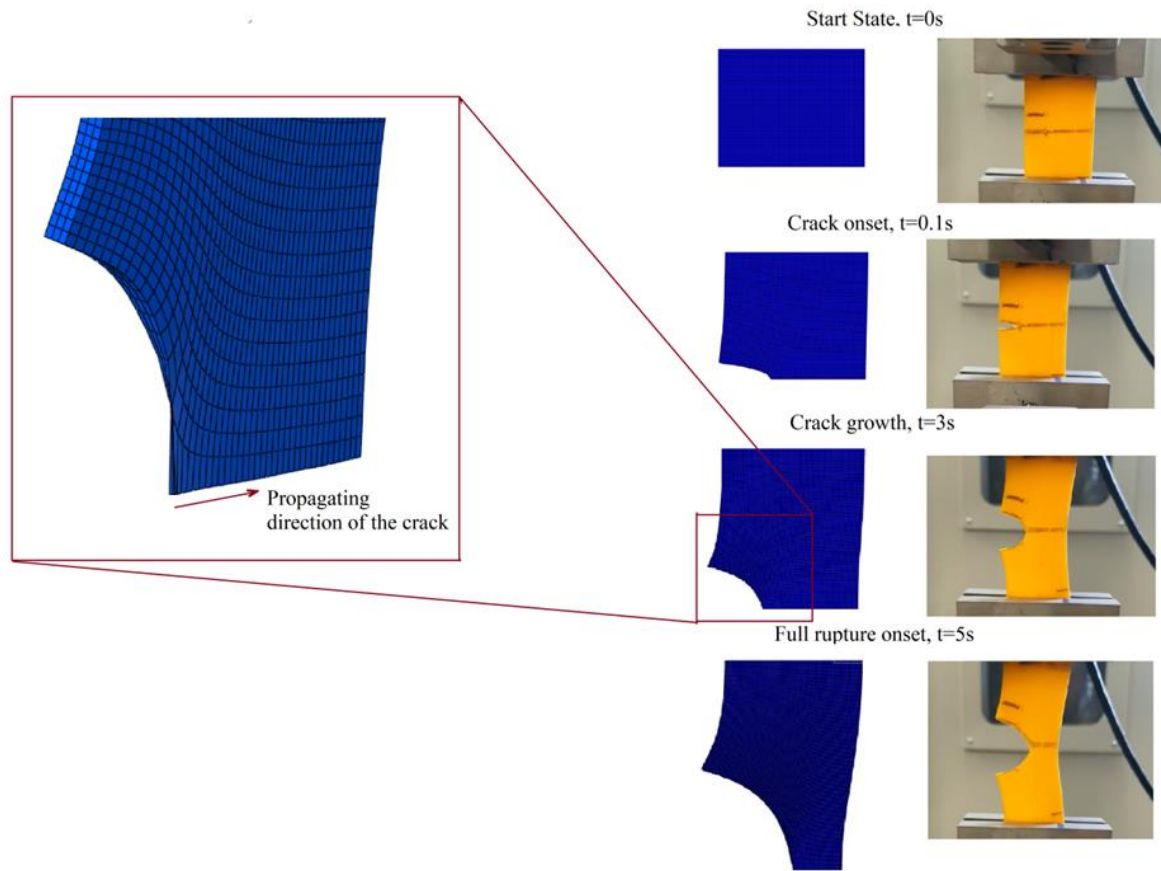 Start State, t=0s
Crack onset, t=0.1s
Crack growth, t=3s
Propagating
direction of the crack
Full rupture onset, t=5s